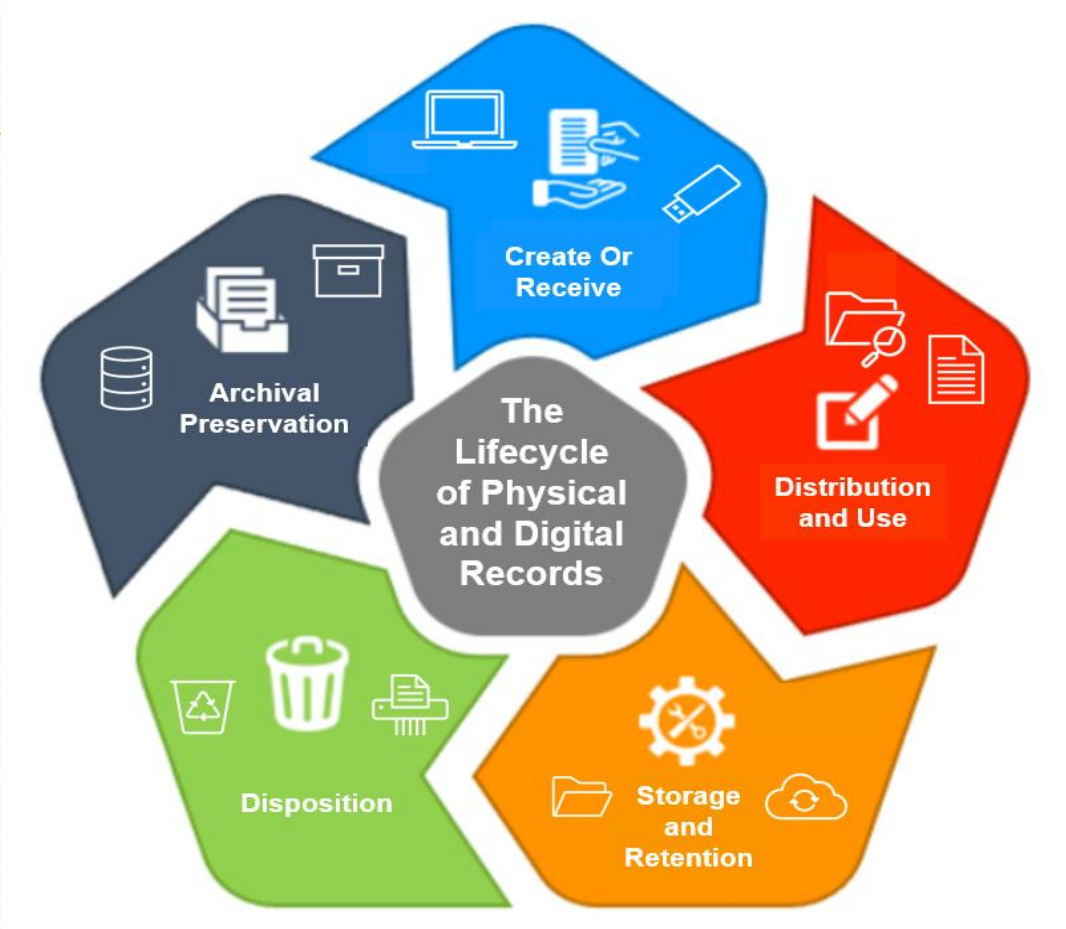 Create Or
Receive
Distribution
and Use
Storage
and
Retention
Disposition
Archival
Preservation
The
Lifecycle
of Physical
and Digital
Records